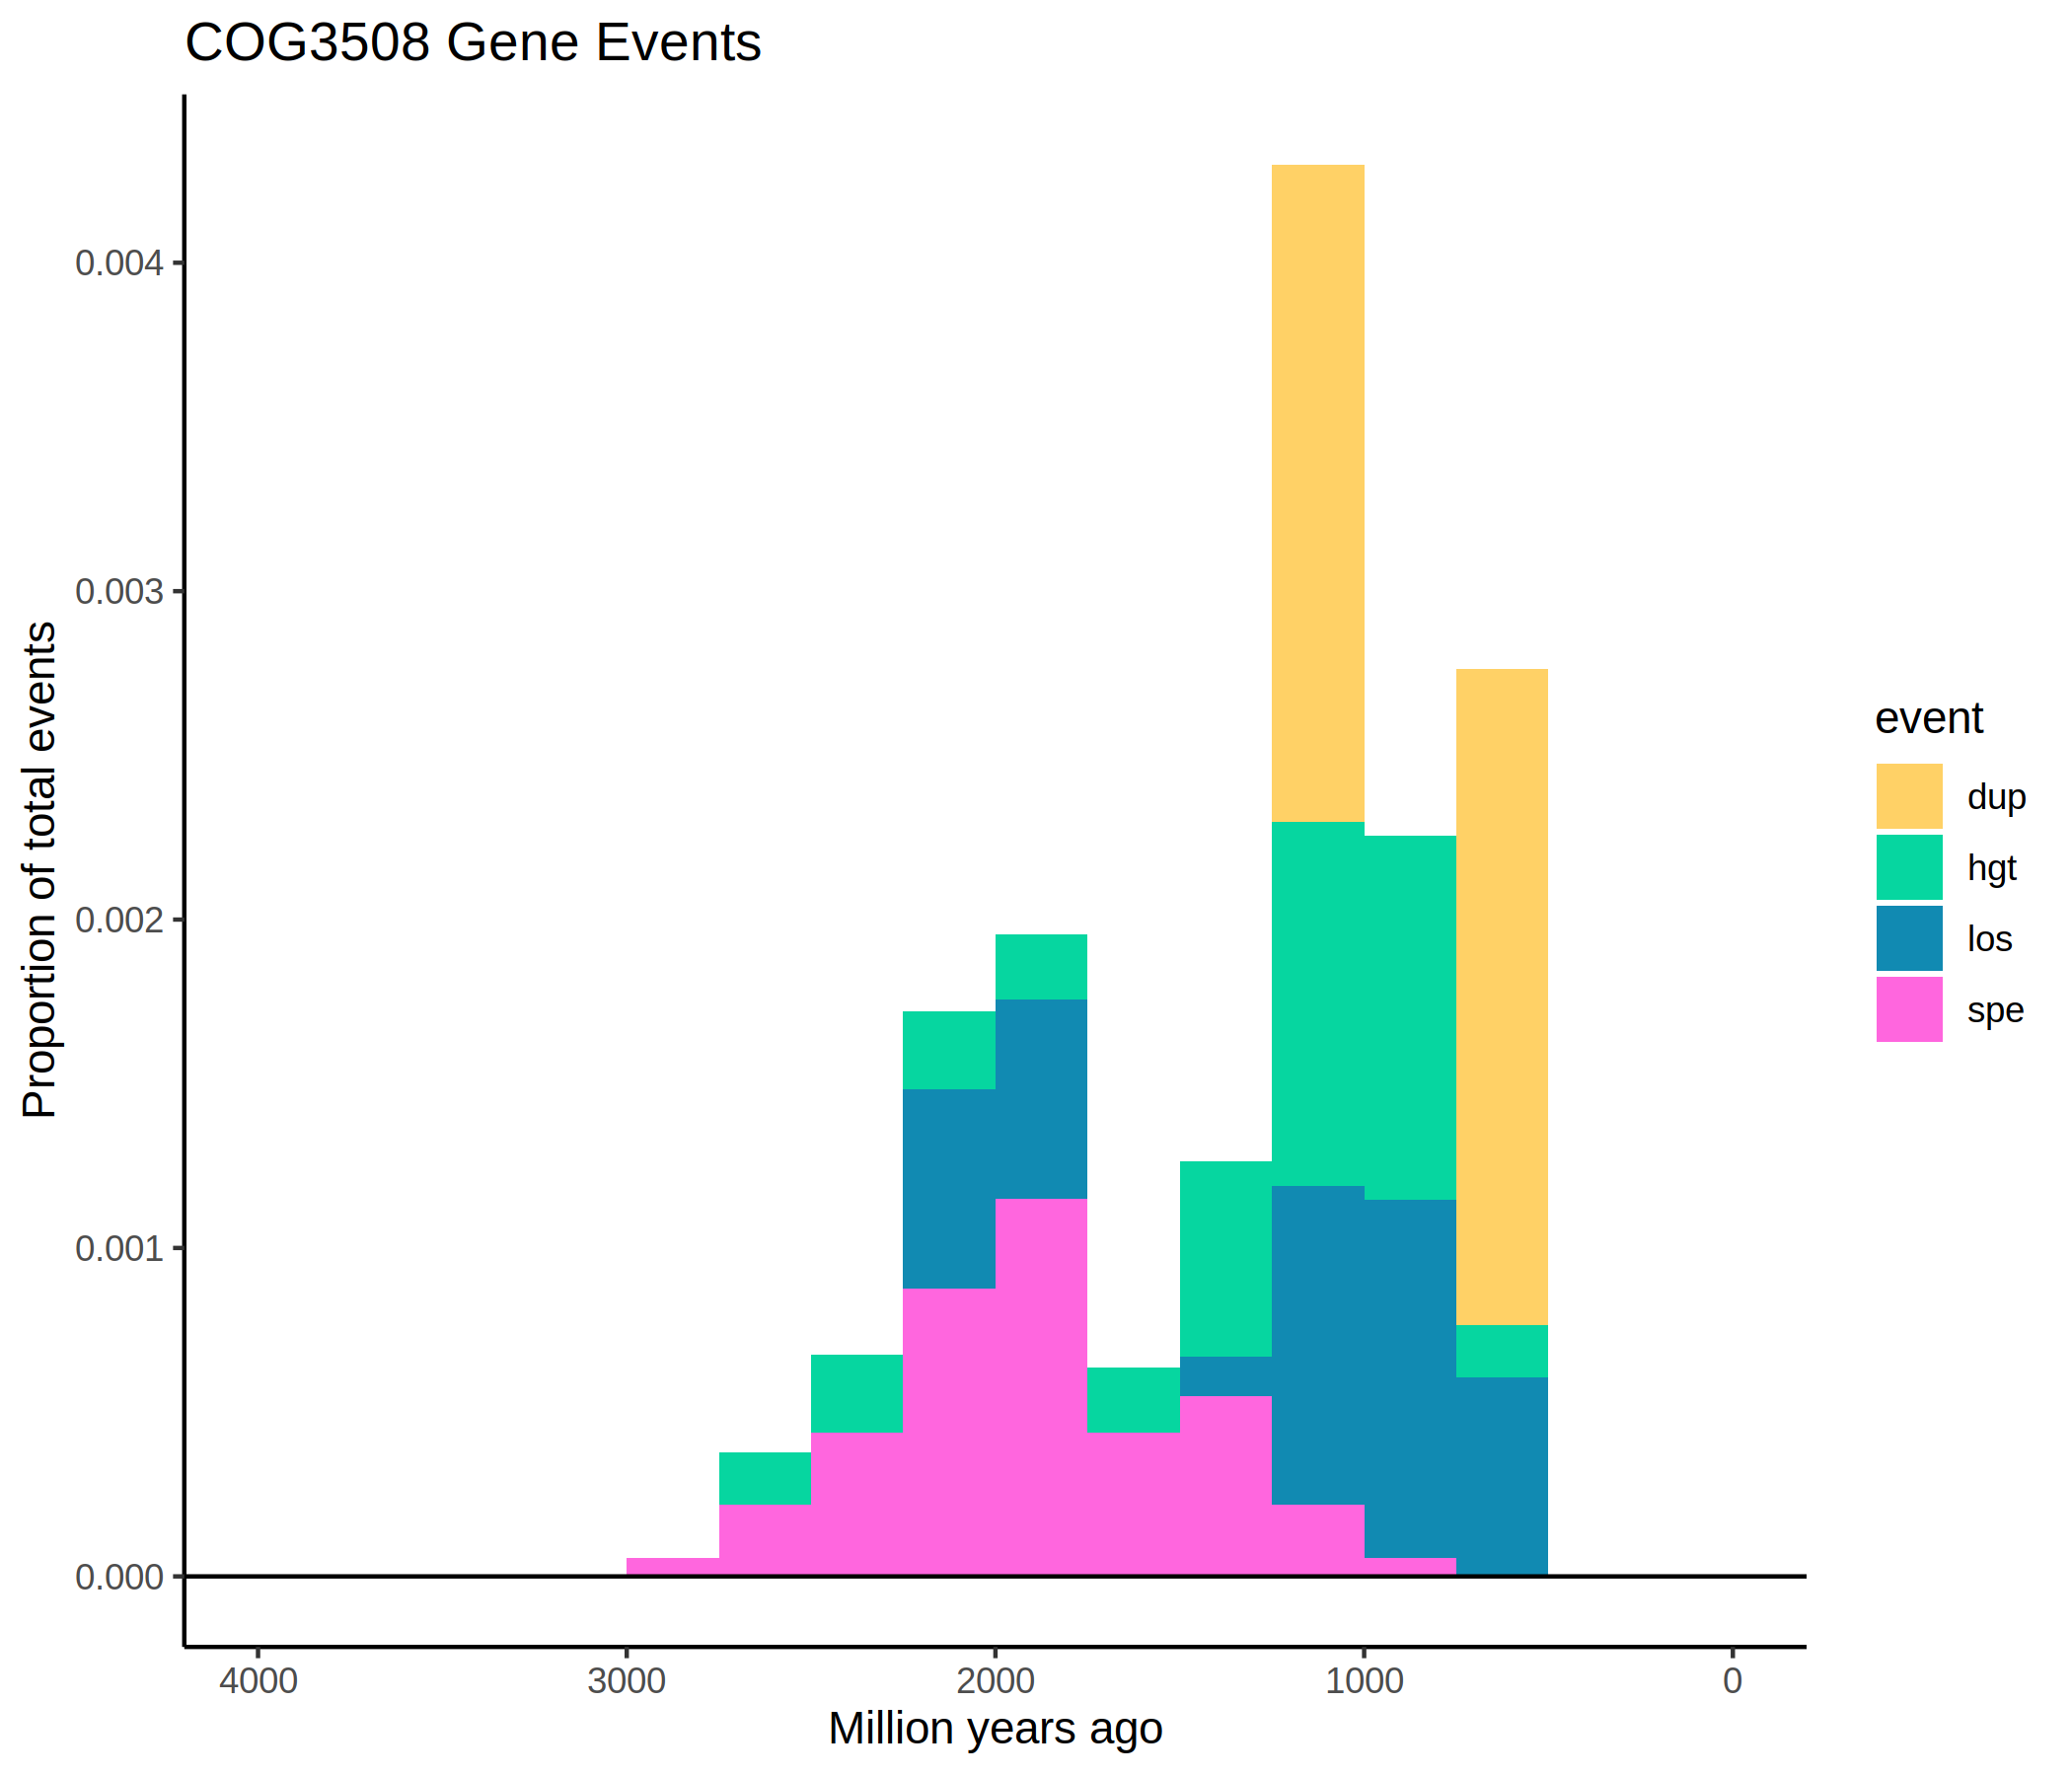 COG3508 Gene Events
Proportion of total events
0.004
0.003
0.002
0.001
0.000
4000 3000 2000 1000 0
Million years ago
event
dup
hgt
los
spe